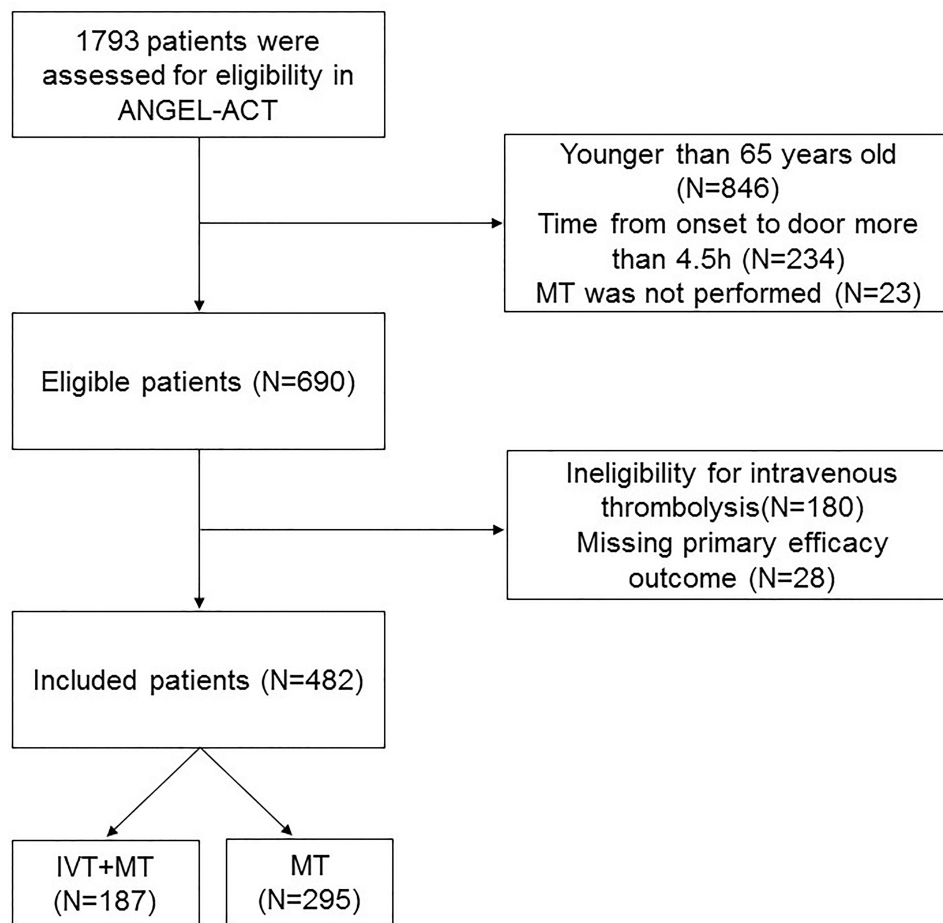 1793 patients were
assessed for eligibility in
ANGEL-ACT
Younger than 65 years old
(N=846)
Time from onset to door more
than 4.5h (N=234)
MT was not performed (N=23)
Eligible patients (N=690)
Ineligibility for intravenous
thrombolysis(N=180)
Missing primary efficacy
outcome (N=28)
Included patients (N=482)
IVT+MT
(N=187)
MT
(N=295)